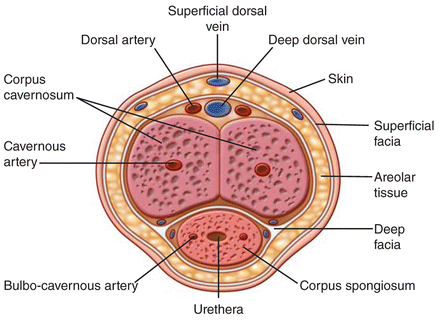 Superficial dorsal
vein
Dorsal artery
Deep dorsal vein
Corpus
cavernosum
Skin
Superficial
facia
Cavernous
artery
Areolar
tissue
Deep
facia
Bulbo-cavernous artery
Corpus spongiosum
Urethera